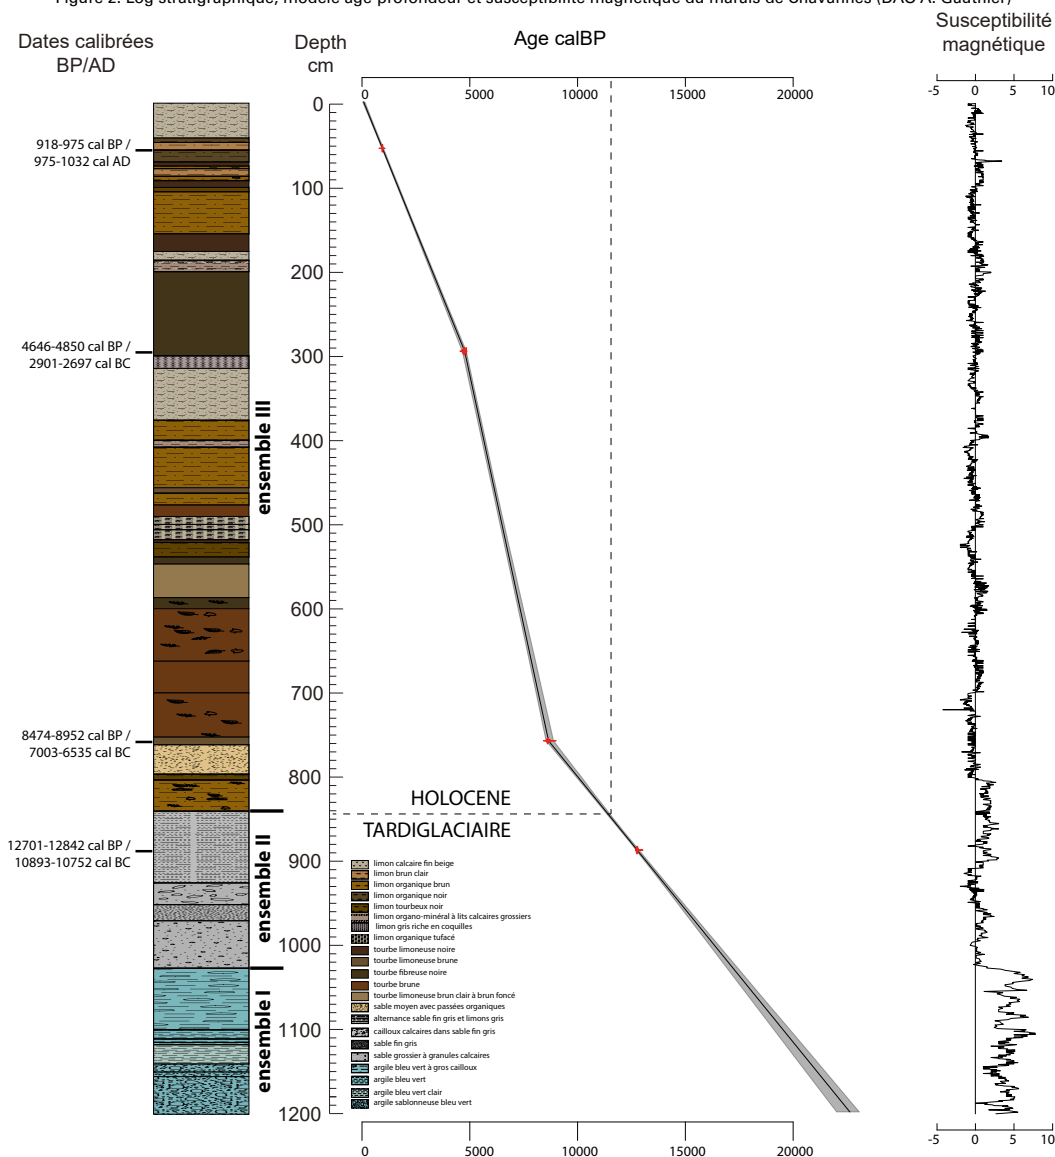 Figure 2: Log stratigraphique, modèle âge profondeur et susceptibilité magnétique du marais de Chavannes (DAO A. Gauthier)
Dates calibrées
BP/AD
Depth
cm
Age calBP
Susceptibilité
magnétique
0
5000
10000
15000
20000
-5
0
5
10
0
100
200
300
400
500
600
700
800
900
1000
1100
1200
918-975 cal BP /
975-1032 cal AD
4646-4850 cal BP /
2901-2697 cal BC
8474-8952 cal BP /
7003-6535 cal BC
12701-12842 cal BP /
10893-10752 cal BC
ensemble III
ensemble II
ensemble I
HOLOCENE
TARDIGLACIAIRE
limon calcaire fin beige
limon brun clair
limon organique brun
limon organique noir
limon tourbeux noir
limon organo-minéral à lits calcaires grossiers
limon gris riche en coquilles
limon organique tufacé
tourbe limoneuse noire
tourbe limoneuse brune
tourbe fibreuse noire
tourbe brune
tourbe limoneuse brun clair à brun foncé
sable moyen avec passées organiques
alternance sable fin gris et limons gris
cailloux calcaires dans sable fin gris
sable fin gris
sable grossier à granules calcaires
argile bleu vert à gros cailloux
argile bleu vert
argile bleu vert clair
argile sablonneuse bleu vert
0
5000
10000
15000
20000
-5
0
5
10